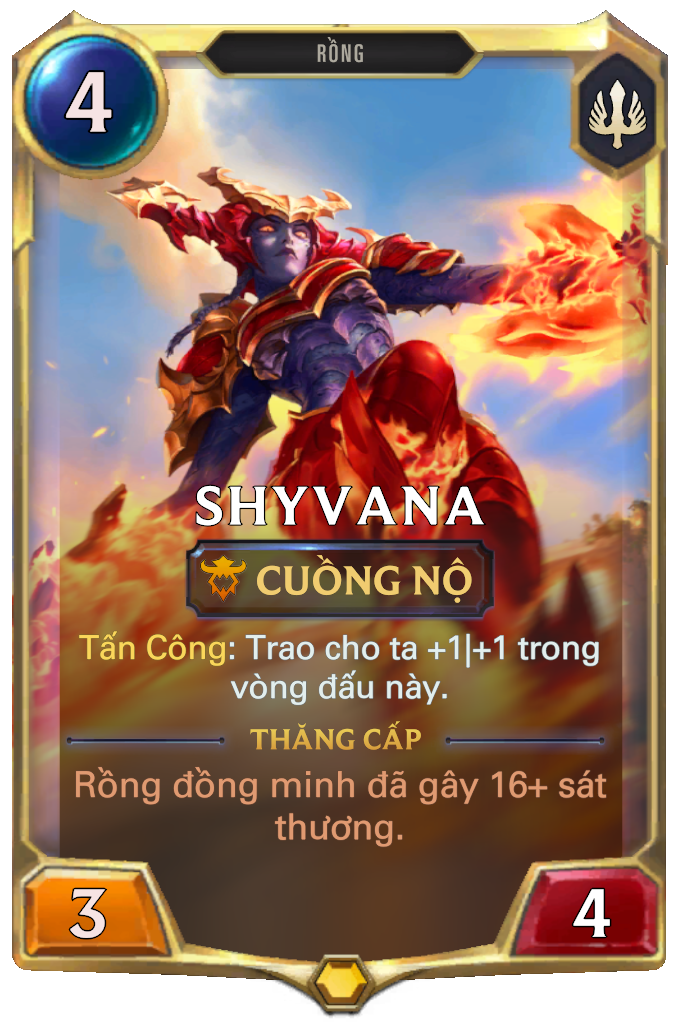 RỒNG
4
SHYVANA
CUỒNG NỘ
Tấn Công: Trao cho ta +1|+1 trong
vòng đấu này.
THĂNG CẤP
Rồng đồng minh đã gây 16+ sát
thương.
3
4